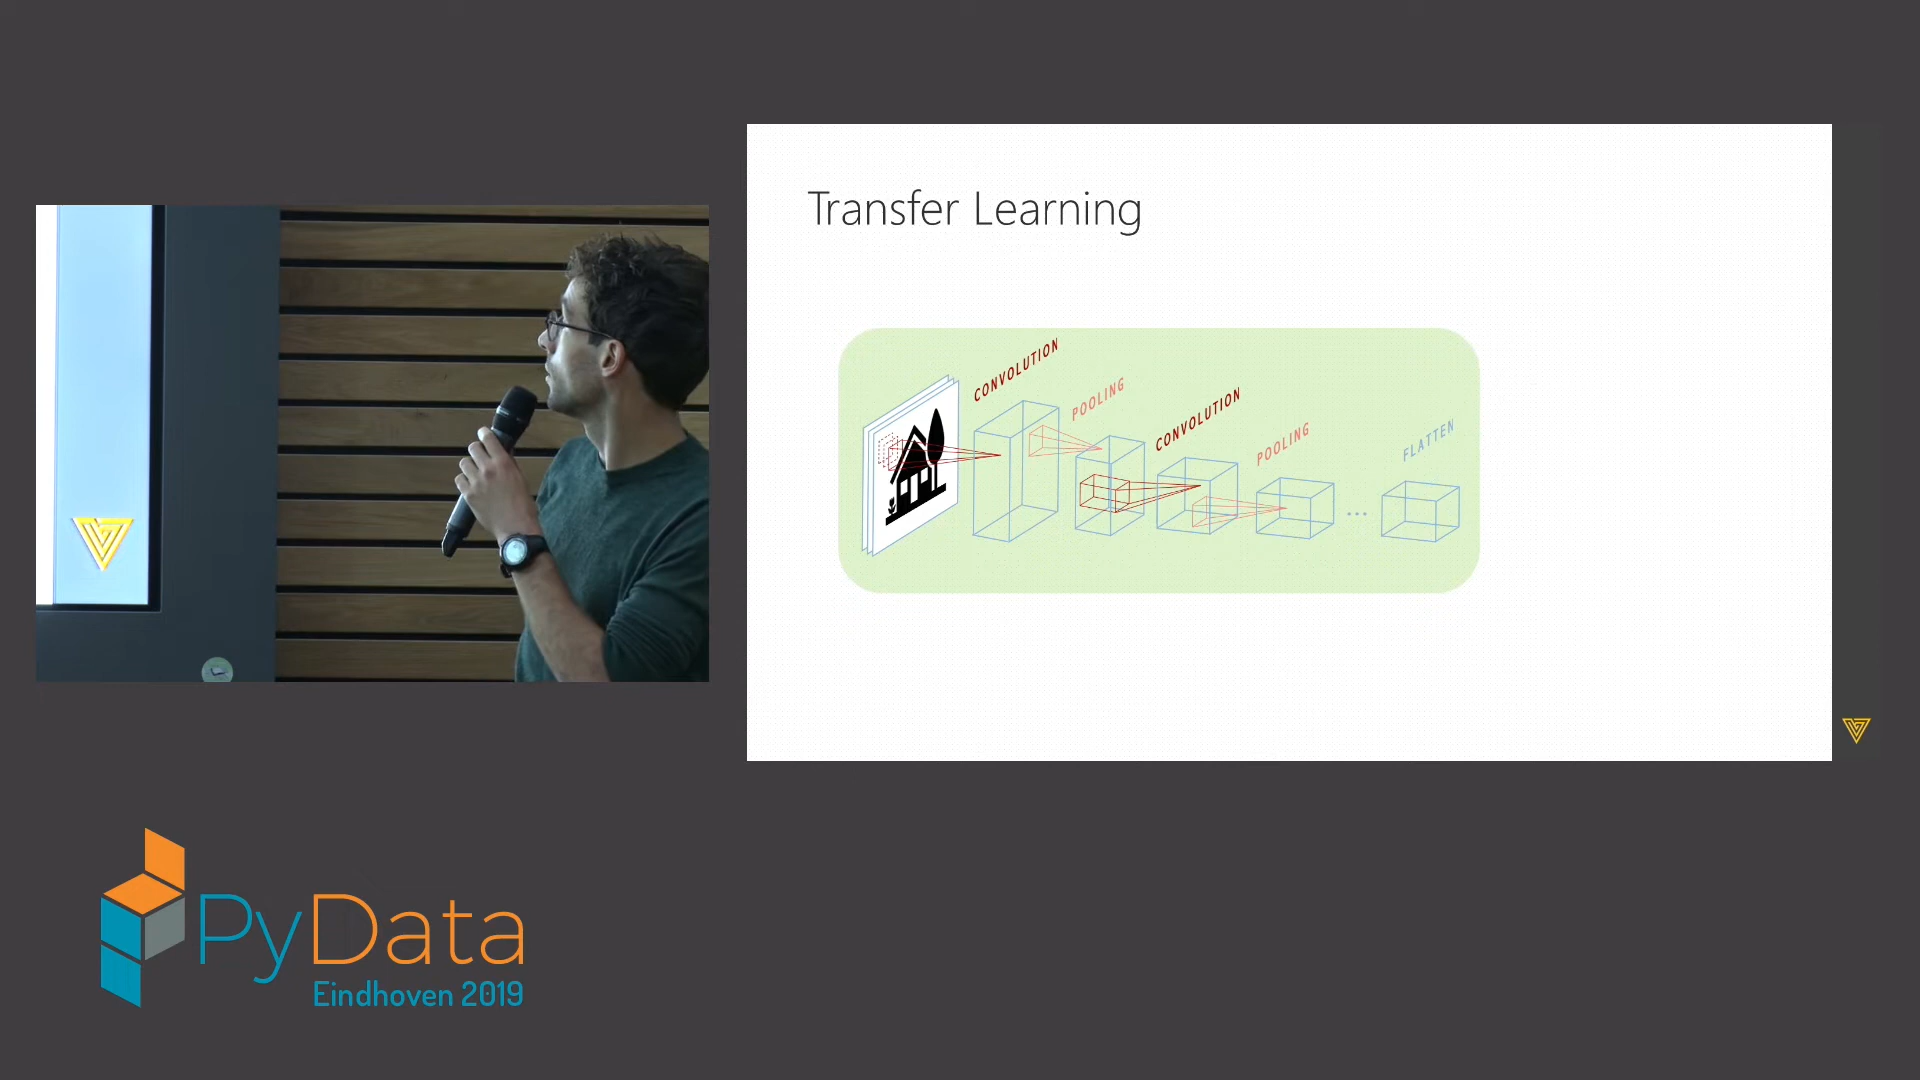 Transfer Learning
CONVOLUTION
POOLING
CONVOLUTION
POOLING
FLATTEN
...
PyData
Eindhoven 2019